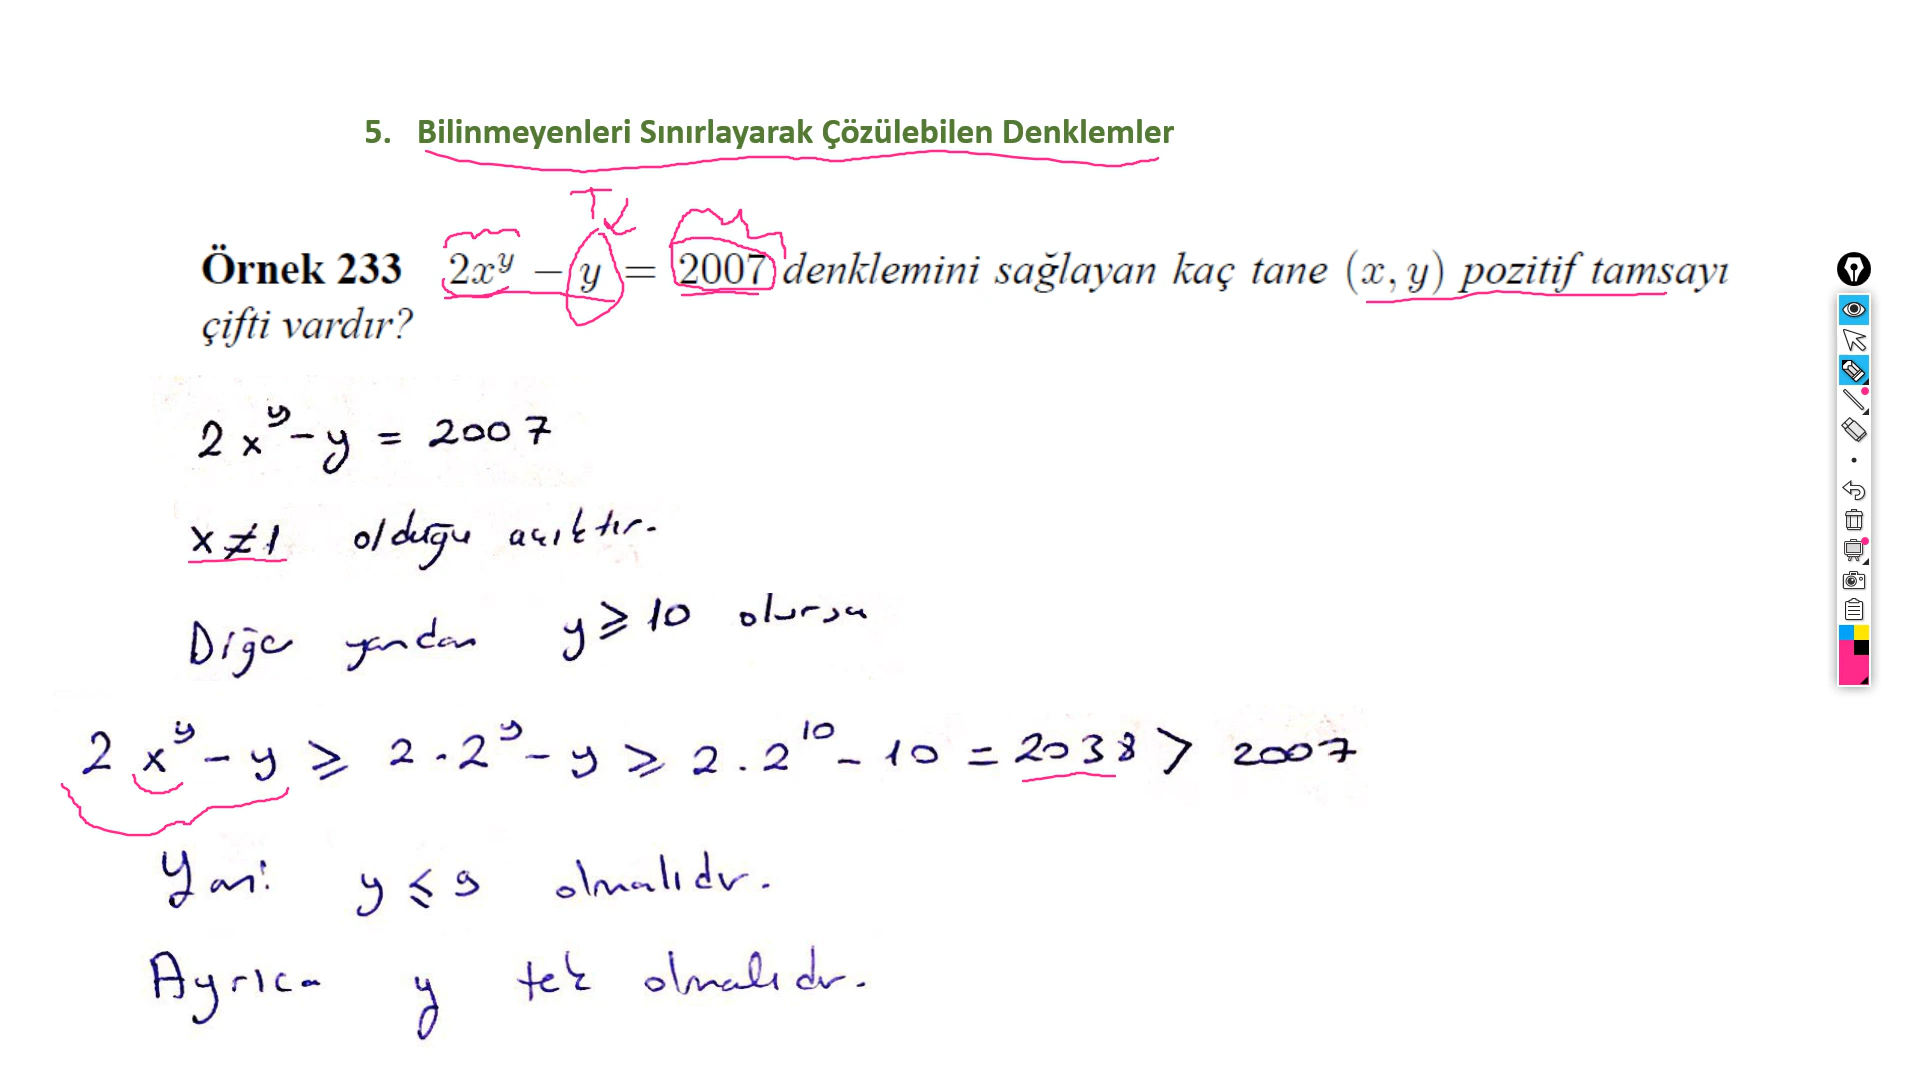 5. Bilinmeyenleri Sınırlayarak Çözülebilen Denklemler
T
Örnek 233 2x^y − y = 2007 denklemini sağlayan kaç tane (x, y) pozitif tamsayı
çifti vardır?
2x^y − y = 2007
x ≠ 1 olduğu açıktır.
Diğer yandan y ⩾ 10 olursa
2x^y − y ⩾ 2·2^y − y ⩾ 2·2^10 − 10 = 2038 > 2007
Yani y ⩽ 9 olmalıdır.
Ayrıca y tek olmalıdır.